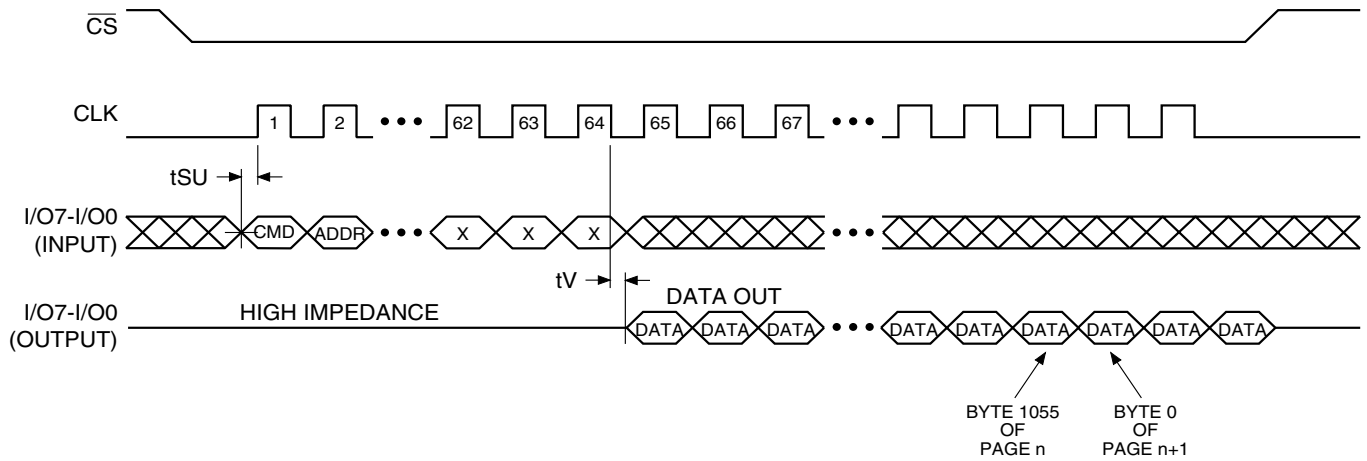 CS
CLK
1 2 ••• 62 63 64 65 66 67 •••
tSU
I/O7-I/O0
(INPUT)
CMD ADDR ••• X X X •••
tV
I/O7-I/O0
(OUTPUT)
HIGH IMPEDANCE
DATA OUT
DATA DATA DATA ••• DATA DATA DATA DATA DATA DATA
BYTE 1055
OF
PAGE n
BYTE 0
OF
PAGE n+1